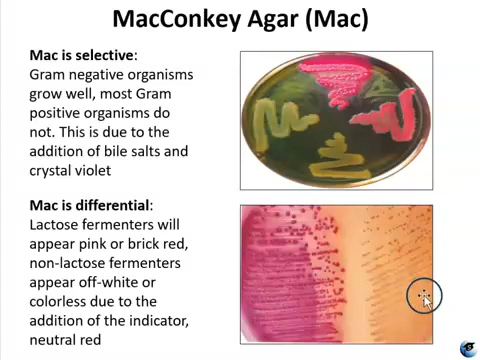 MacConkey Agar (Mac)
Mac is selective:
Gram negative organisms
grow well, most Gram
positive organisms do
not. This is due to the
addition of bile salts and
crystal violet
Mac is differential:
Lactose fermenters will
appear pink or brick red,
non-lactose fermenters
appear off-white or
colorless due to the
addition of the indicator,
neutral red